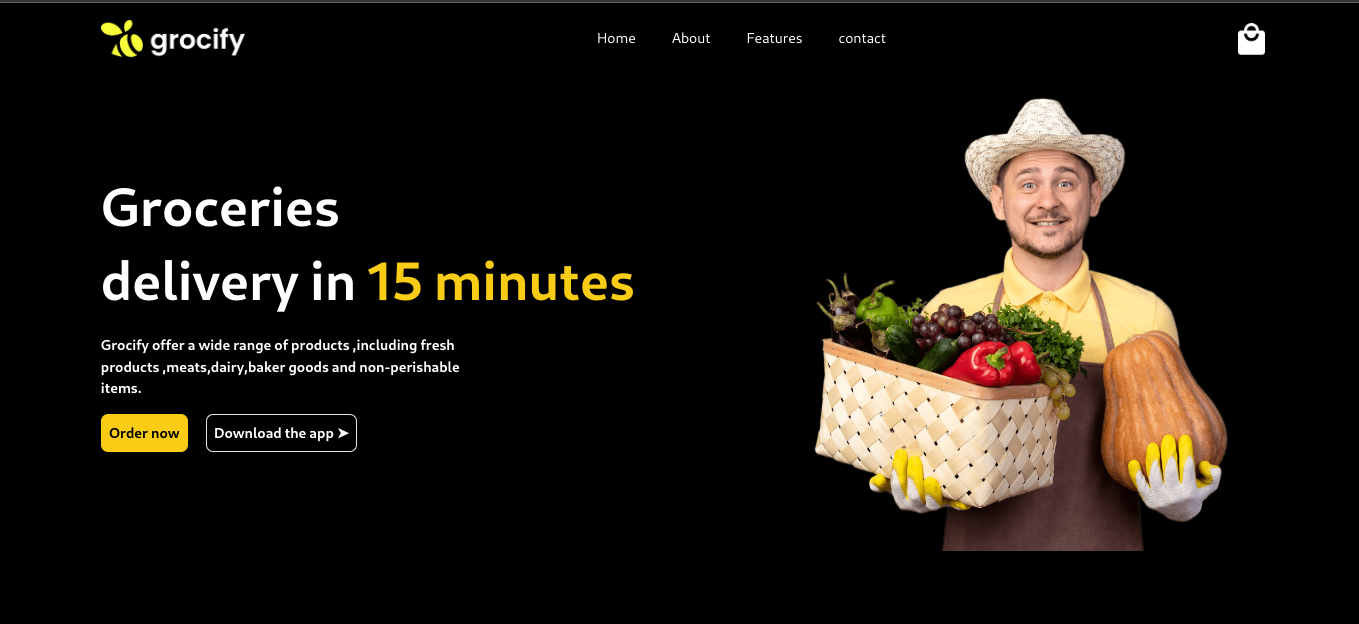 grocify
Home
About
Features
contact
Groceries
delivery in 15 minutes
Grocify offer a wide range of products ,including fresh
products ,meats,dairy,baker goods and non-perishable
items.
Order now
Download the app ➤